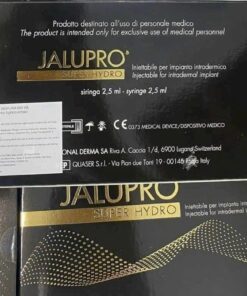 Prodotto destinato all'uso di personale medico
The product is intended only for exclusive use of medical personnel
JALUPRO®
SUPER HYDRO
Iniettabile per impianto intradermico
Injectable for intradermal implant
siringa 2,5 ml - syringe 2,5 ml
0373 MEDICAL DEVICE/DISPOSITIVO MEDICO
DERMA SA Riva A. Caccia 1/d, 6900 Lugano Switzerland
QUASER S.r.l. - Via Pian due Torri 19 - 00146 Italy
JALUPRO
SUPER HYDRO
Iniettabile per impianto
Injectable for intradermal